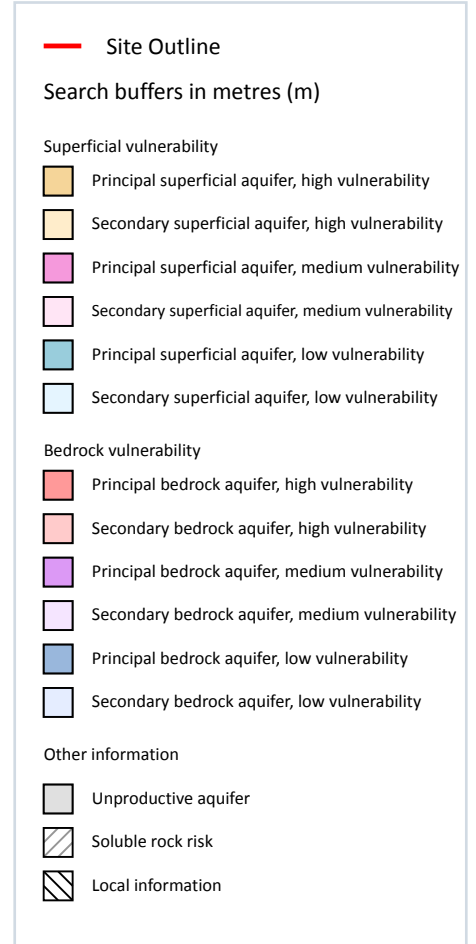 Site Outline
Search buffers in metres (m)
Superficial vulnerability
Principal superficial aquifer, high vulnerability
Secondary superficial aquifer, high vulnerability
Principal superficial aquifer, medium vulnerability
Secondary superficial aquifer, medium vulnerability
Principal superficial aquifer, low vulnerability
Secondary superficial aquifer, low vulnerability
Bedrock vulnerability
Principal bedrock aquifer, high vulnerability
Secondary bedrock aquifer, high vulnerability
Principal bedrock aquifer, medium vulnerability
Secondary bedrock aquifer, medium vulnerability
Principal bedrock aquifer, low vulnerability
Secondary bedrock aquifer, low vulnerability
Other information
Unproductive aquifer
Soluble rock risk
Local information